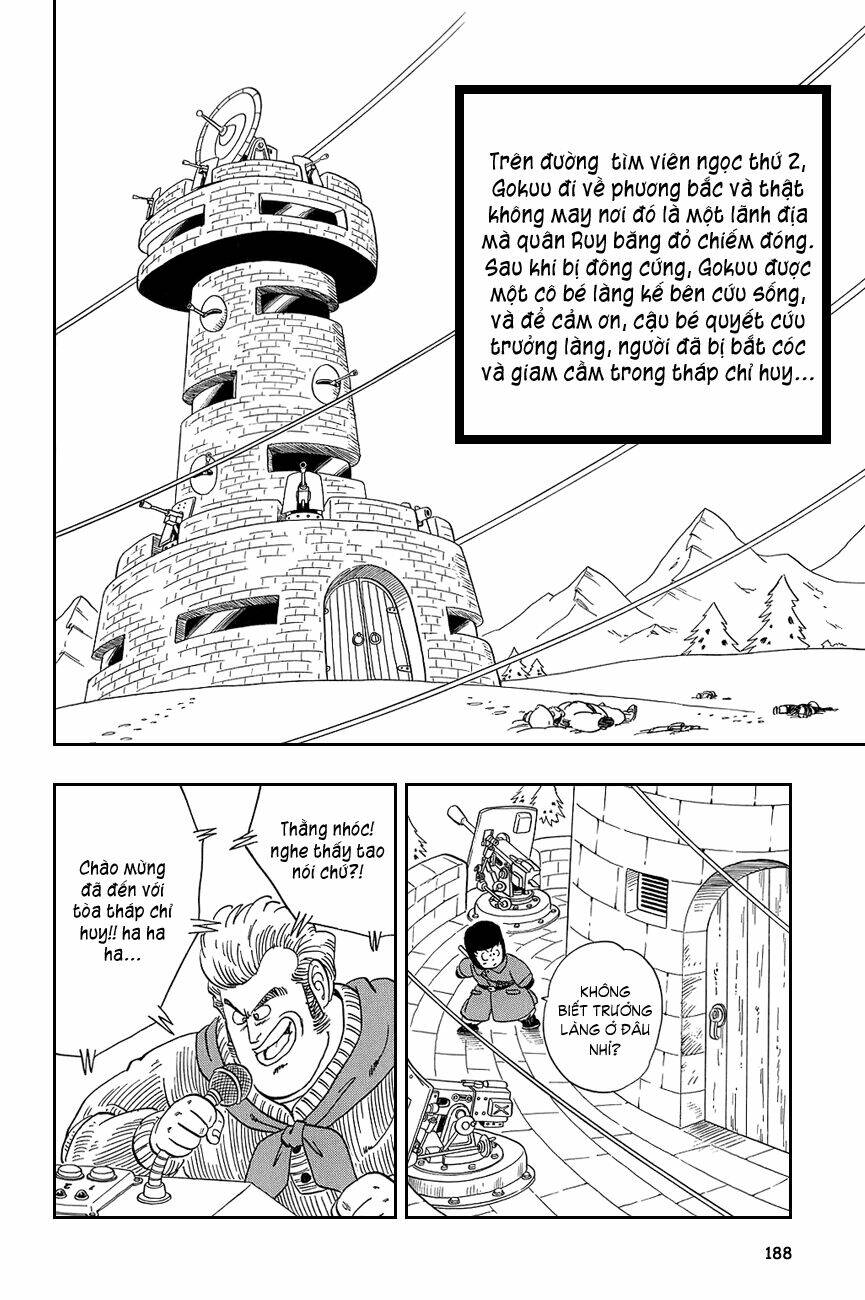 Trên đường tìm viên ngọc thứ 2,
Gokuu đi về phương bắc và thật
không may nơi đó là một lãnh địa
mà quân Ruy băng đỏ chiếm đóng.
Sau khi bị đông cứng, Gokuu được
một cô bé làng kế bên cứu sống,
và để cảm ơn, cậu bé quyết cứu
trưởng làng, người đã bị bắt cóc
và giam cầm trong tháp chỉ huy...
Thằng nhóc!
nghe thấy tao
nói chứ?!
Chào mừng
đã đến với
tòa tháp chỉ
huy!! ha ha
ha...
KHÔNG
BIẾT TRƯỞNG
LÀNG Ở ĐÂU
NHỈ?
188